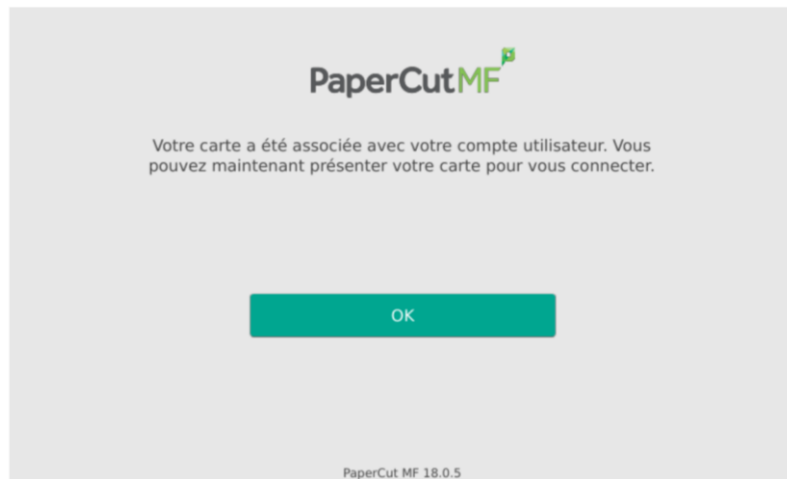 PaperCutMF
Votre carte a été associée avec votre compte utilisateur. Vous
pouvez maintenant présenter votre carte pour vous connecter.
OK
PaperCut MF 18.0.5